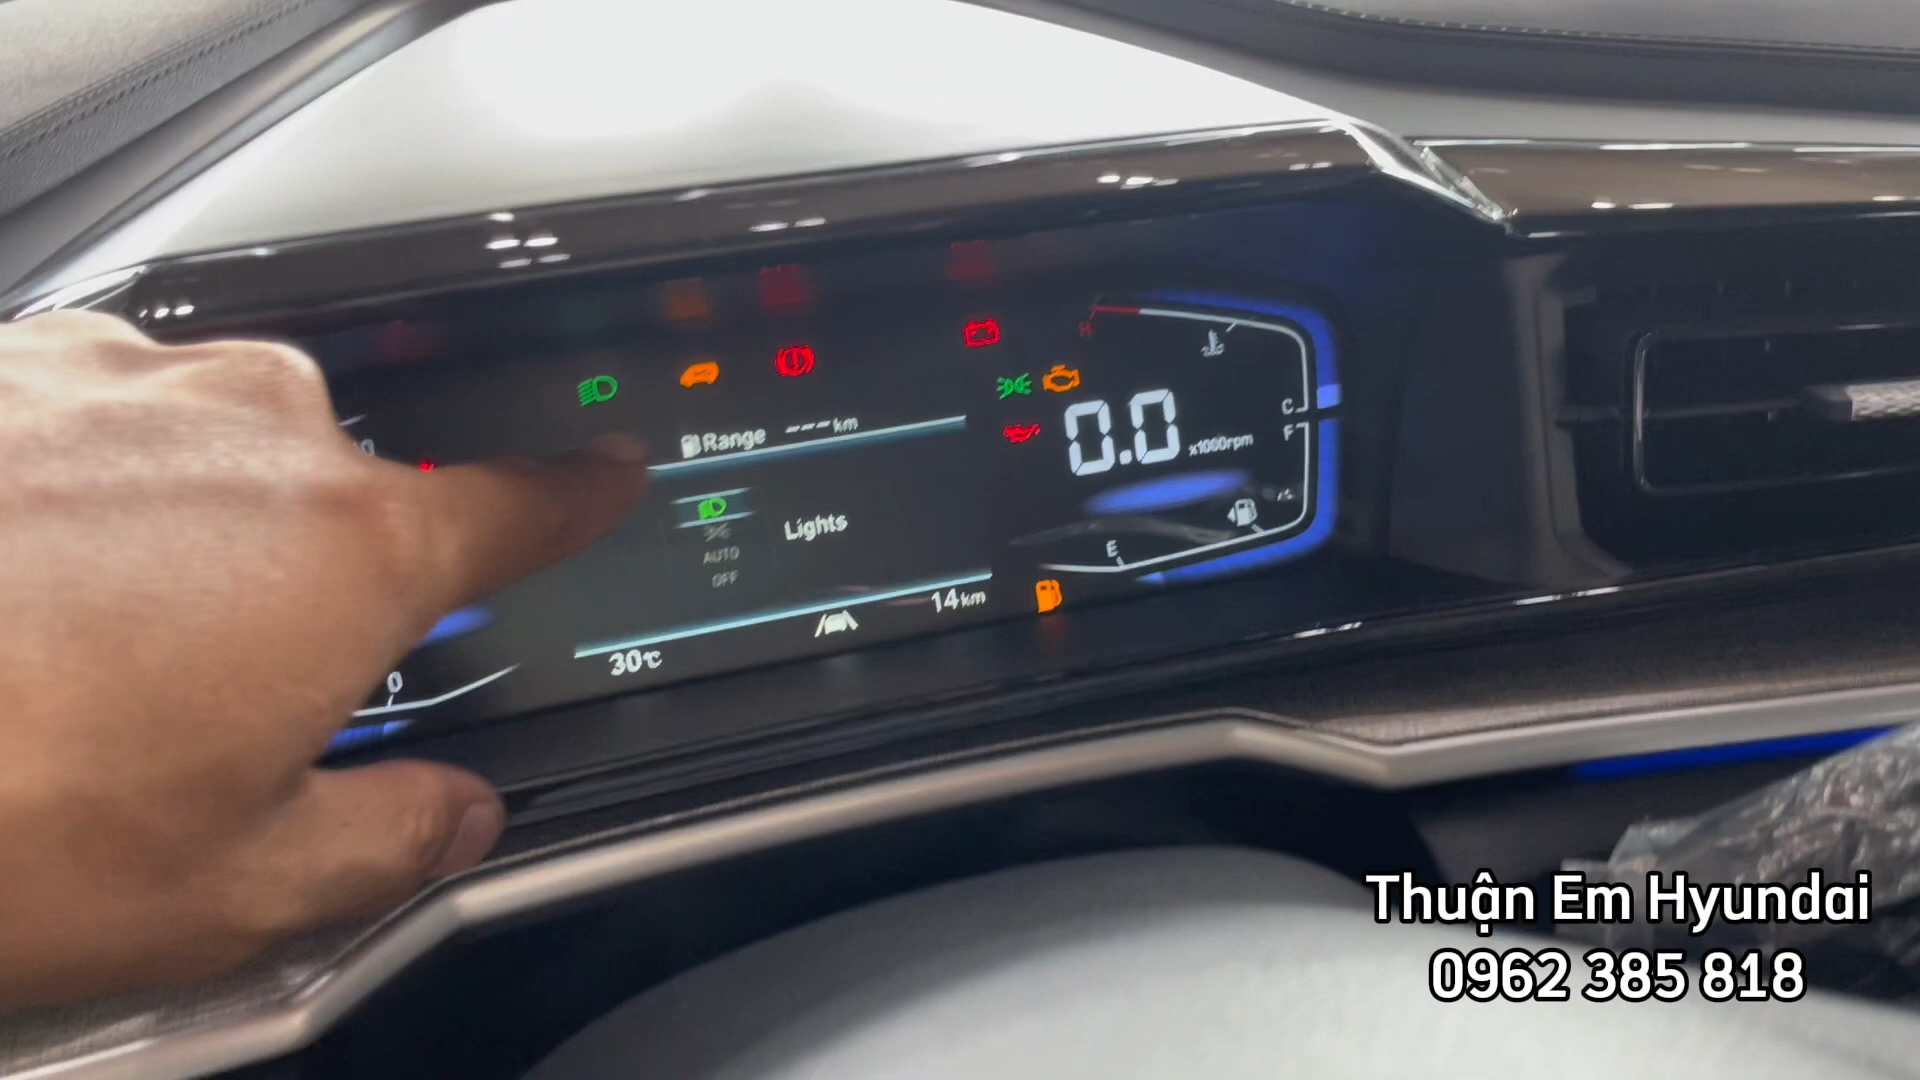 H
Range --- km
0.0
x1000rpm
C
F
Lights
AUTO
OFF
E
14 km
30℃
0
Thuận Em Hyundai
0962 385 818